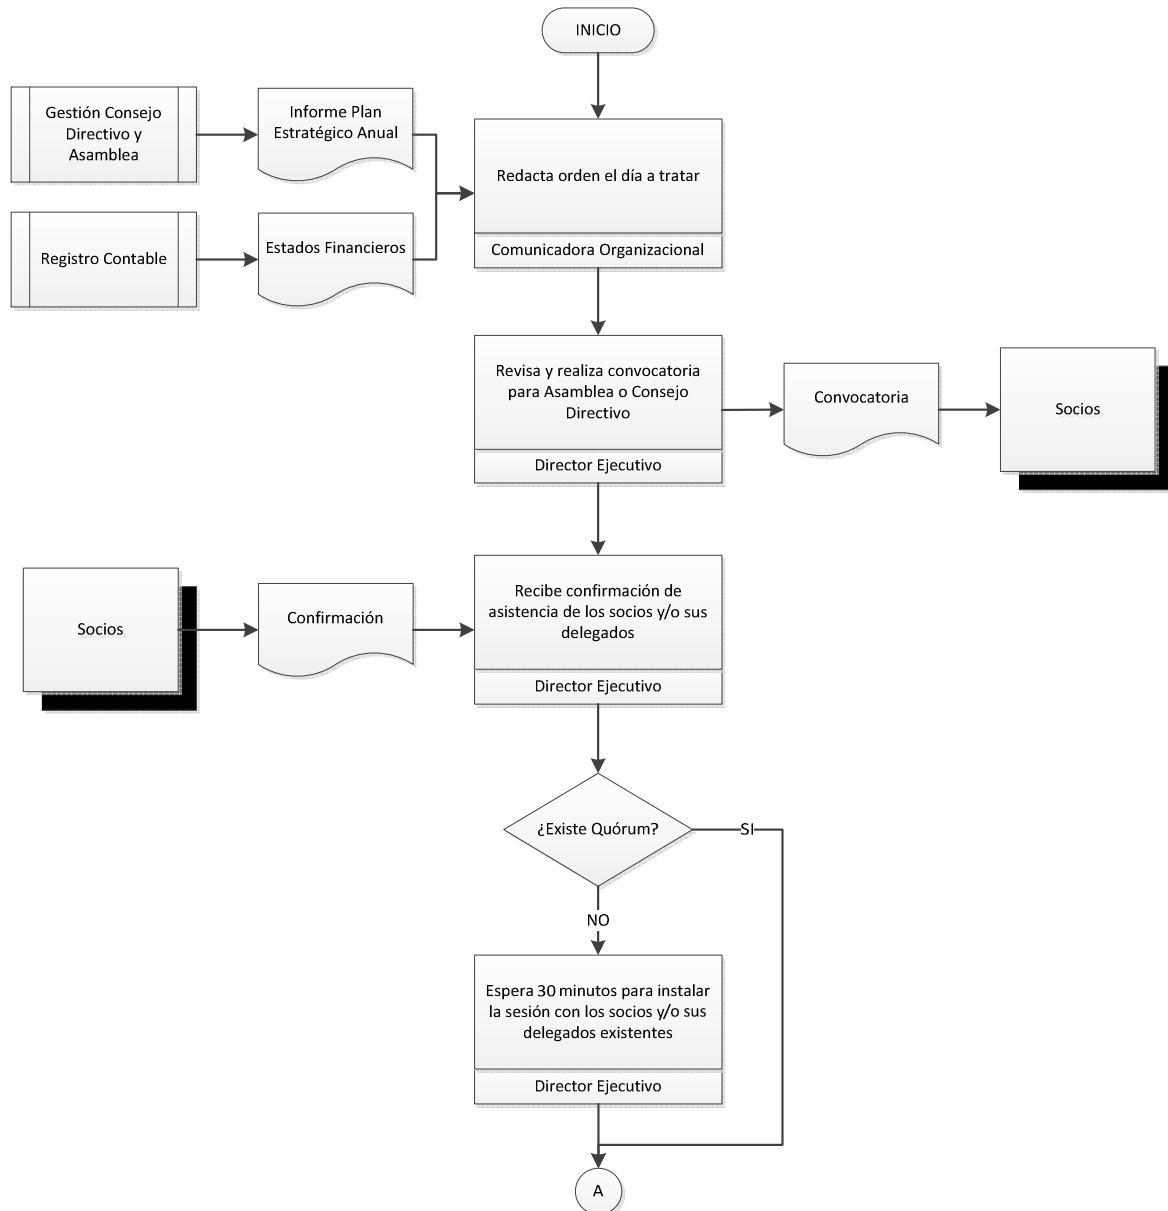 INICIO
Gestión Consejo
Directivo y
Asamblea
Informe Plan
Estratégico Anual
Redacta orden el día a tratar
Comunicadora Organizacional
Registro Contable
Estados Financieros
Revisa y realiza convocatoria
para Asamblea o Consejo
Directivo
Director Ejecutivo
Convocatoria
Socios
Socios
Confirmación
Recibe confirmación de
asistencia de los socios y/o sus
delegados
Director Ejecutivo
¿Existe Quórum?
SI
NO
Espera 30 minutos para instalar
la sesión con los socios y/o sus
delegados existentes
Director Ejecutivo
A